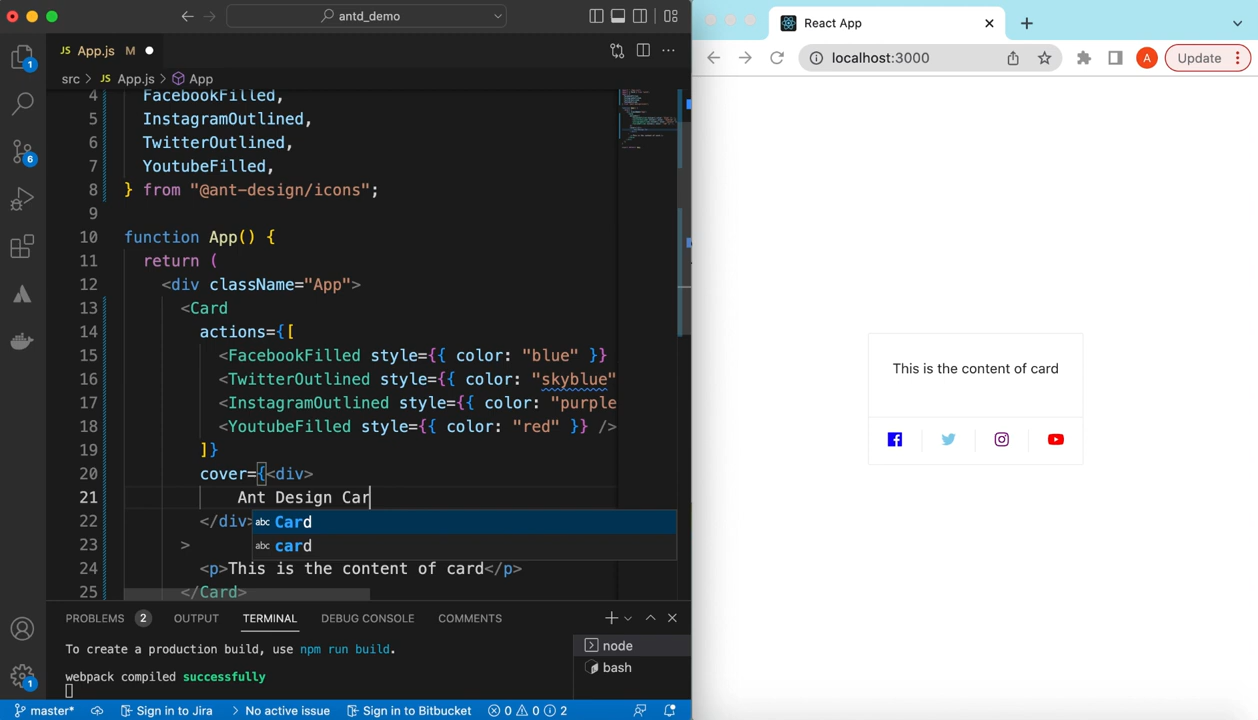 antd_demo
App.js M
src > App.js > App
4 FacebookFilled,
5 InstagramOutlined,
6 TwitterOutlined,
7 YoutubeFilled,
8 } from "@ant-design/icons";
9
10 function App() {
11 return (
12 <div className="App">
13 <Card
14 actions={[
15 <FacebookFilled style={{ color: "blue" }}
16 <TwitterOutlined style={{ color: "skyblue"
17 <InstagramOutlined style={{ color: "purple
18 <YoutubeFilled style={{ color: "red" }} />
19 ]}
20 cover={<div>
21 Ant Design Car
22 </div>
abc Card
23 >
abc card
24 <p>This is the content of card</p>
25 </Card>
PROBLEMS 2 OUTPUT TERMINAL DEBUG CONSOLE COMMENTS
To create a production build, use npm run build.
webpack compiled successfully
node
bash
master* Sign in to Jira No active issue Sign in to Bitbucket 0 0 2
1
6
1
React App
localhost:3000
A
Update
This is the content of card